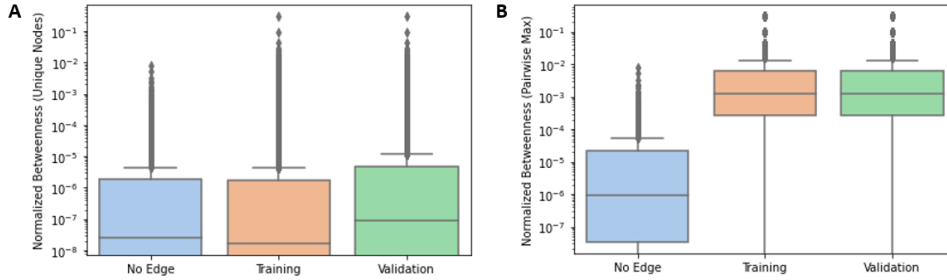 A
Normalized Betweenness (Unique Nodes)
10⁻¹
10⁻²
10⁻³
10⁻⁴
10⁻⁵
10⁻⁶
10⁻⁷
10⁻⁸
No Edge Training Validation
B
Normalized Betweenness (Pairwise Max)
10⁻¹
10⁻²
10⁻³
10⁻⁴
10⁻⁵
10⁻⁶
10⁻⁷
No Edge Training Validation